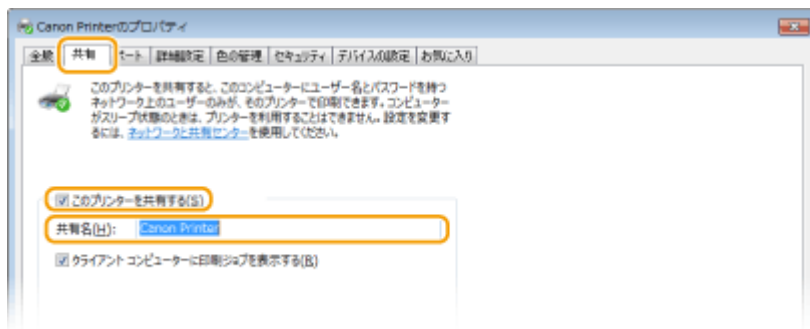 Canon Printerのプロパティ
全般 共有 ポート 詳細設定 色の管理 セキュリティ デバイスの設定 お気に入り
このプリンターを共有すると、このコンピューターにユーザー名とパスワードを持つ
ネットワーク上のユーザーのみが、そのプリンターで印刷できます。コンピューター
がスリープ状態のときは、プリンターを利用することはできません。設定を変更す
るには、ネットワークと共有センターを使用してください。
このプリンターを共有する(S)
共有名(H): Canon Printer
クライアント コンピューターに印刷ジョブを表示する(R)